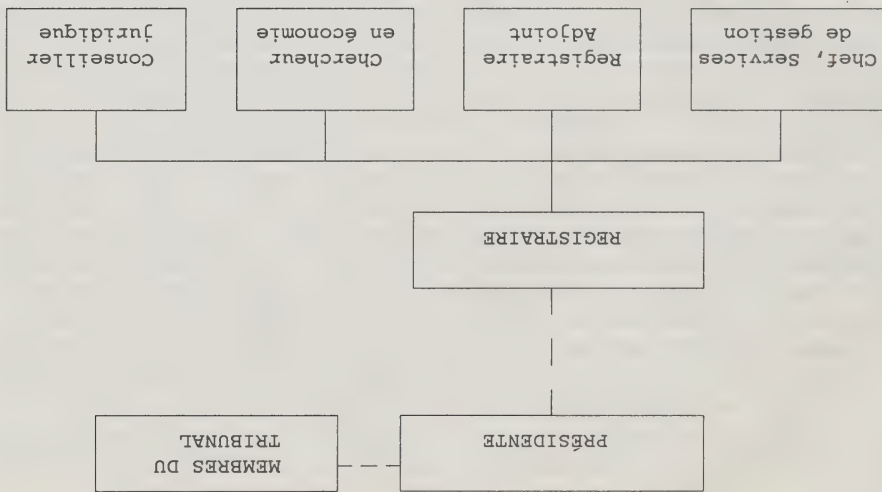 PRÉSIDENTE
MEMBRES DU
TRIBUNAL
REGISTRAIRE
Chef, Services
de gestion
Registraire
Adjoint
Chercheur
en économie
Conseiller
juridique